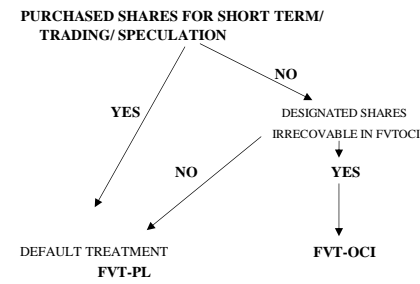 PURCHASED SHARES FOR SHORT TERM/
TRADING/ SPECULATION
NO
YES
DESIGNATED SHARES
IRRECOVABLE IN FVTOCI
NO
YES
DEFAULT TREATMENT
FVT-PL
FVT-OCI